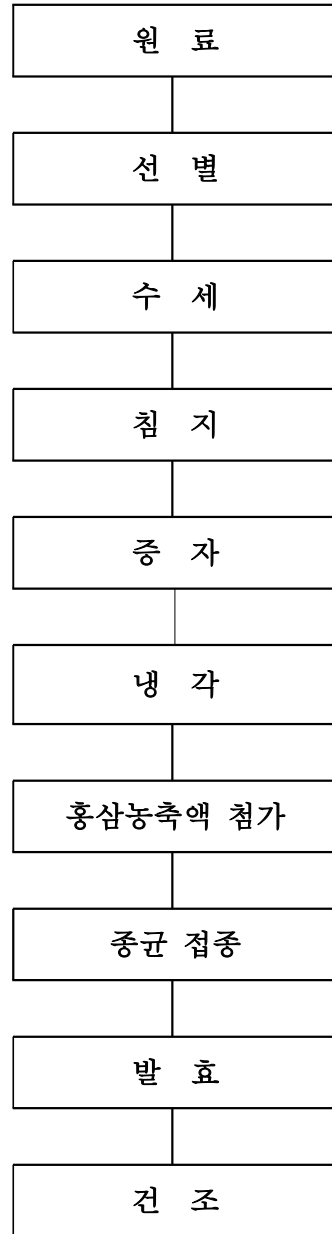 원 료
선 별
수 세
침 지
증 자
냉 각
홍삼농축액 첨가
종균 접종
발 효
건 조